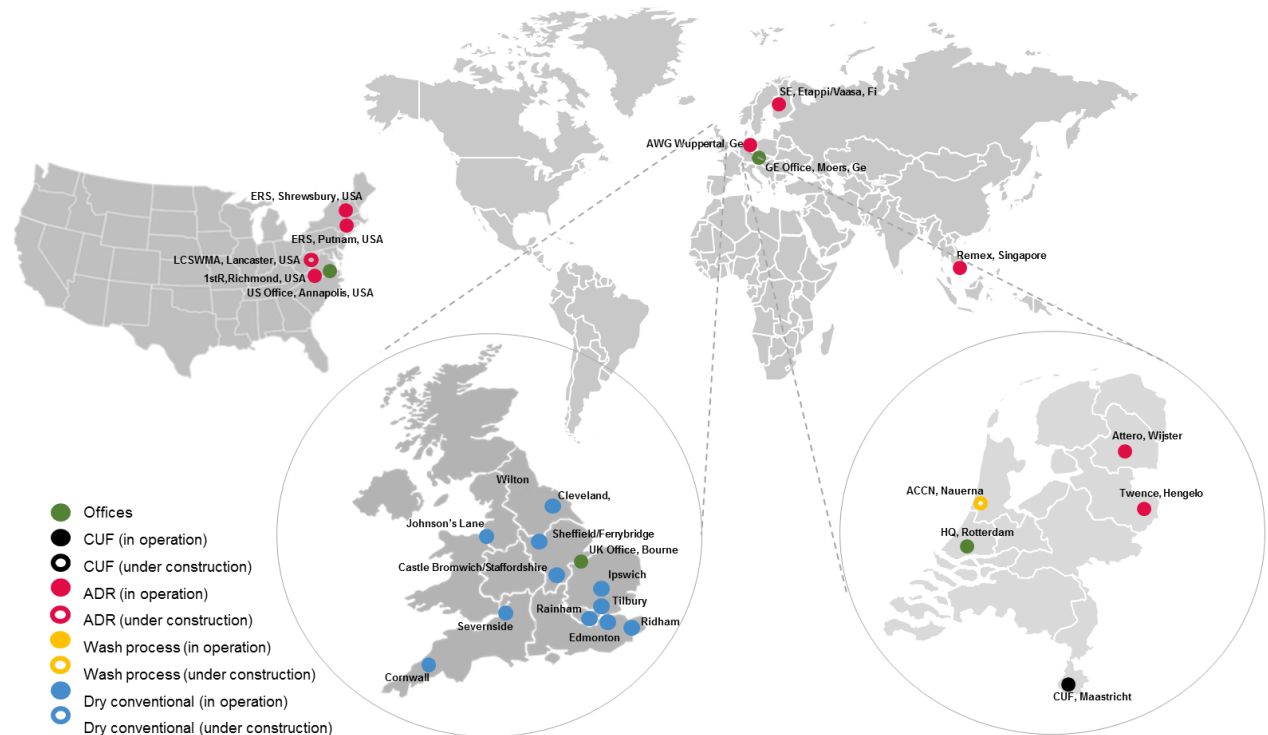 SE, Etappi/Vaasa, Fi
AWG Wuppertal, Ge
GE Office, Moers, Ge
ERS, Shrewsbury, USA
ERS, Putnam, USA
LCSWMA, Lancaster, USA
1stR,Richmond, USA
US Office, Annapolis, USA
Remex, Singapore
Wilton
Cleveland,
Johnson's Lane
Sheffield/Ferrybridge
UK Office, Bourne
Castle Bromwich/Staffordshire
Ipswich
Tilbury
Rainham
Ridham
Severnside
Edmonton
Cornwall
Attero, Wijster
ACCN, Nauerna
Twence, Hengelo
HQ, Rotterdam
CUF, Maastricht
Offices
CUF (in operation)
CUF (under construction)
ADR (in operation)
ADR (under construction)
Wash process (in operation)
Wash process (under construction)
Dry conventional (in operation)
Dry conventional (under construction)